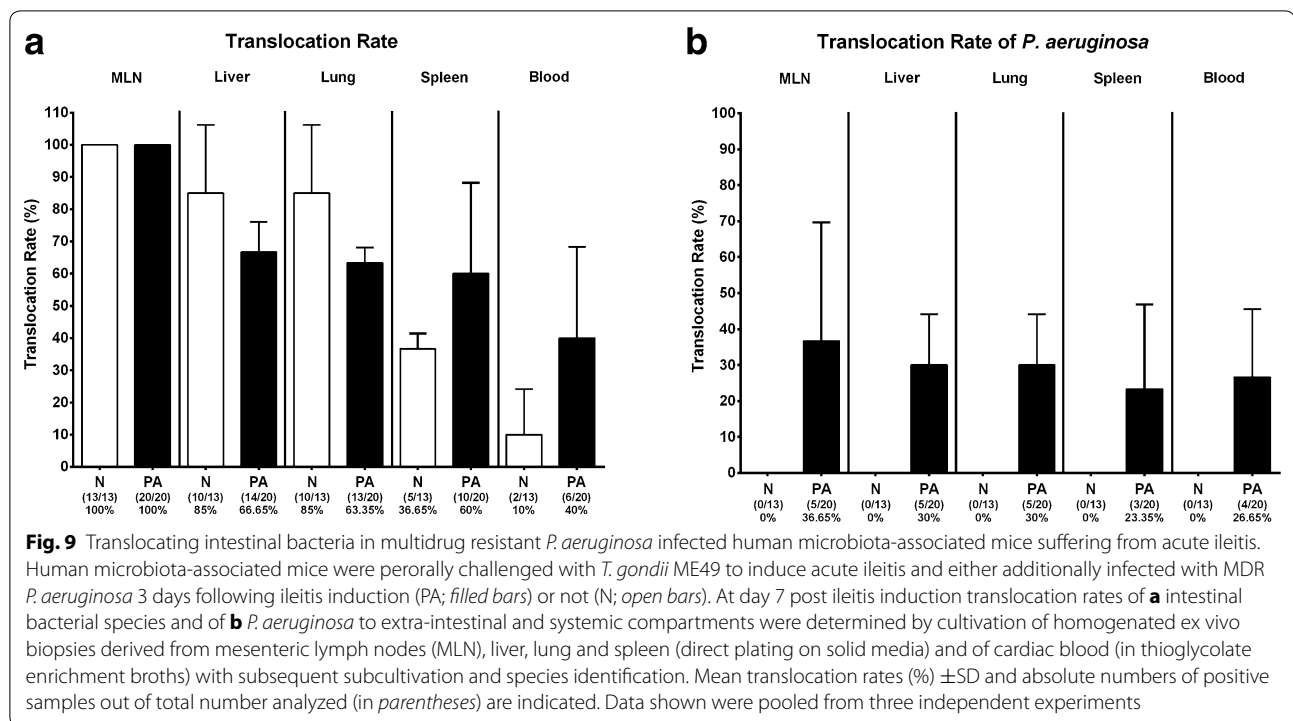 a
Translocation Rate
MLN Liver Lung Spleen Blood
110
100
90
80
70
60
50
40
30
20
10
0
Translocation Rate (%)
N PA N PA N PA N PA N PA
(13/13) (20/20) (10/13) (14/20) (10/13) (13/20) (5/13) (10/20) (2/13) (6/20)
100% 100% 85% 66.65% 85% 63.35% 36.65% 60% 10% 40%
b
Translocation Rate of P. aeruginosa
MLN Liver Lung Spleen Blood
100
90
80
70
60
50
40
30
20
10
0
Translocation Rate (%)
N PA N PA N PA N PA N PA
(0/13) (5/20) (0/13) (5/20) (0/13) (5/20) (0/13) (3/20) (0/13) (4/20)
0% 36.65% 0% 30% 0% 30% 0% 23.35% 0% 26.65%
Fig. 9 Translocating intestinal bacteria in multidrug resistant P. aeruginosa infected human microbiota-associated mice suffering from acute ileitis.
Human microbiota-associated mice were perorally challenged with T. gondii ME49 to induce acute ileitis and either additionally infected with MDR
P. aeruginosa 3 days following ileitis induction (PA; filled bars) or not (N; open bars). At day 7 post ileitis induction translocation rates of a intestinal
bacterial species and of b P. aeruginosa to extra-intestinal and systemic compartments were determined by cultivation of homogenated ex vivo
biopsies derived from mesenteric lymph nodes (MLN), liver, lung and spleen (direct plating on solid media) and of cardiac blood (in thioglycolate
enrichment broths) with subsequent subcultivation and species identification. Mean translocation rates (%) ±SD and absolute numbers of positive
samples out of total number analyzed (in parentheses) are indicated. Data shown were pooled from three independent experiments